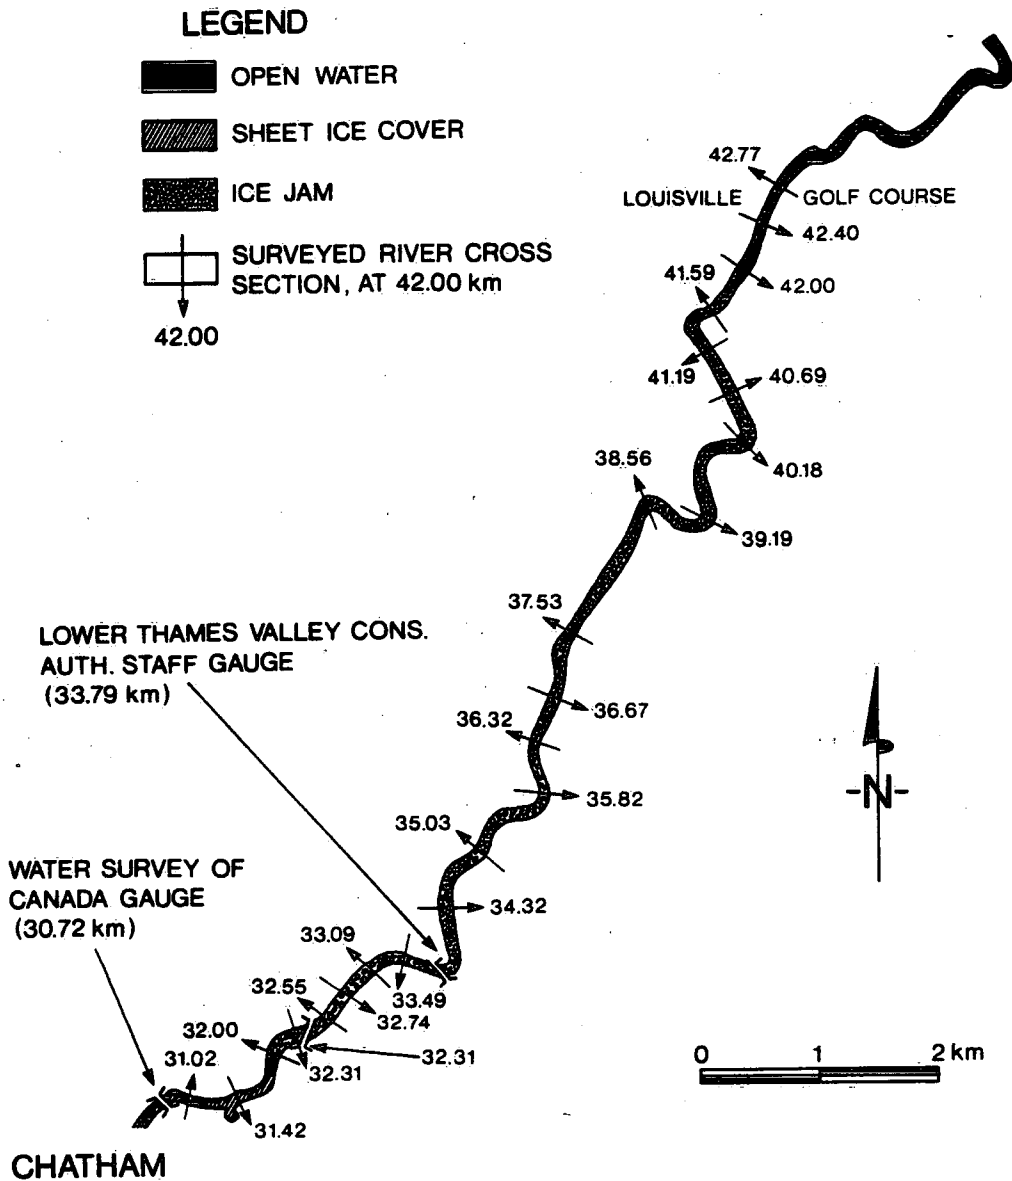 LEGEND
OPEN WATER
SHEET ICE COVER
ICE JAM
SURVEYED RIVER CROSS
SECTION, AT 42.00 km
42.00
42.77
LOUISVILLE
GOLF COURSE
42.40
41.59
42.00
41.19
40.69
38.56
40.18
39.19
37.53
LOWER THAMES VALLEY CONS.
AUTH. STAFF GAUGE
(33.79 km)
36.67
36.32
-N-
35.82
35.03
WATER SURVEY OF
CANADA GAUGE
(30.72 km)
34.32
33.09
32.55
33.49
32.74
32.00
31.02
32.31
32.31
0 1 2 km
31.42
CHATHAM